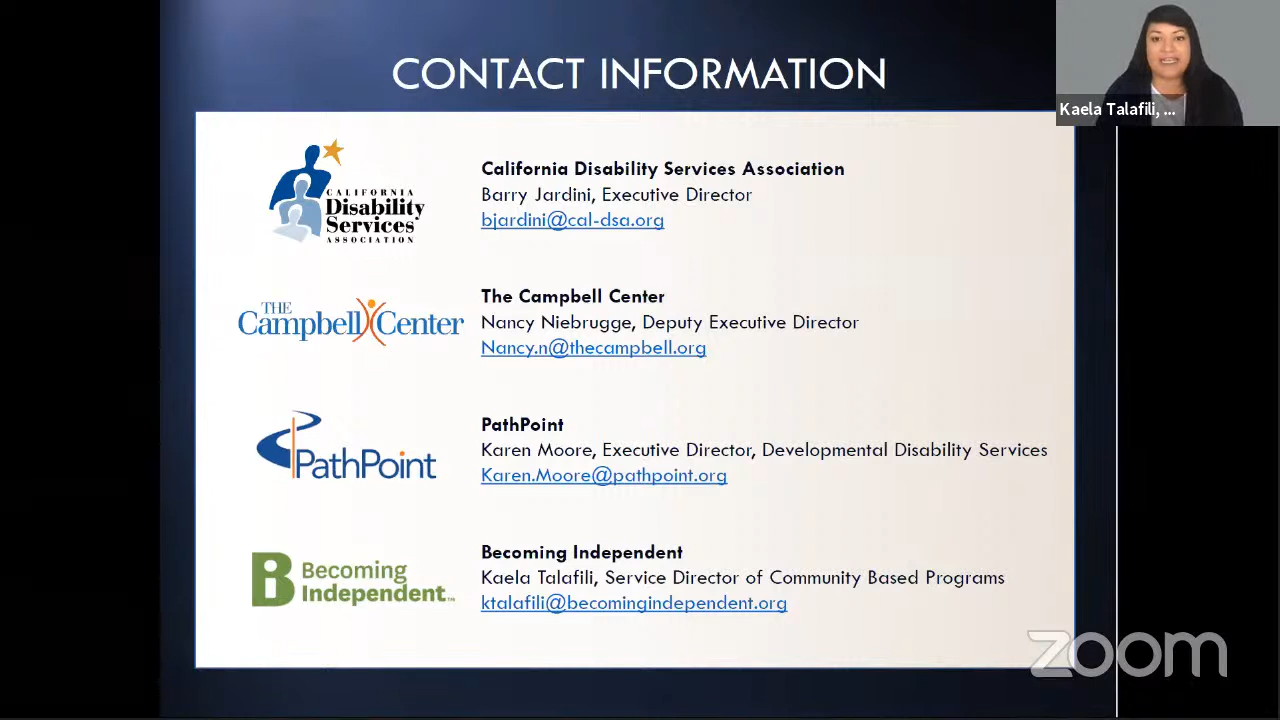 CONTACT INFORMATION
Kaela Talafili, ...
CALIFORNIA
Disability
Services
ASSOCIATION
California Disability Services Association
Barry Jardini, Executive Director
bjardini@cal-dsa.org
THE
Campbell Center
The Campbell Center
Nancy Niebrugge, Deputy Executive Director
Nancy.n@thecampbell.org
PathPoint
PathPoint
Karen Moore, Executive Director, Developmental Disability Services
Karen.Moore@pathpoint.org
Bi
Becoming
Independent™
Becoming Independent
Kaela Talafili, Service Director of Community Based Programs
ktalafili@becomingindependent.org
zoom